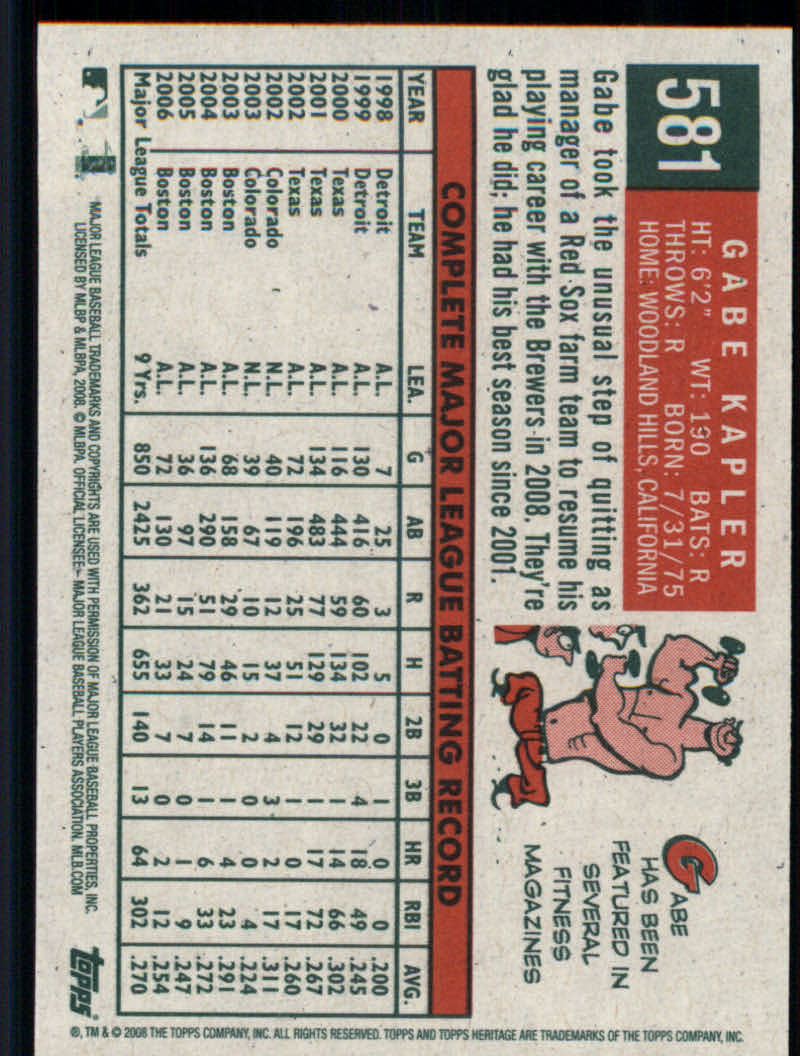 581
GABE KAPLER
HT: 6'2" WT: 190 BATS: R
THROWS: R BORN: 7/31/75
HOME: WOODLAND HILLS, CALIFORNIA
Gabe took the unusual step of quitting as
manager of a Red Sox farm team to resume his
playing career with the Brewers in 2008. They're
glad he did; he had his best season since 2001.
GABE
HAS BEEN
FEATURED IN
SEVERAL
FITNESS
MAGAZINES
COMPLETE MAJOR LEAGUE BATTING RECORD
YEAR TEAM LEA. G AB R H 2B 3B HR RBI AVG.
1998 Detroit A.L. 7 25 3 5 0 1 0 0 .200
1999 Detroit A.L. 130 416 60 102 22 4 18 49 .245
2000 Texas A.L. 116 444 59 134 32 1 14 66 .302
2001 Texas A.L. 134 483 77 129 29 1 17 72 .267
2002 Texas A.L. 72 196 25 51 12 1 0 17 .260
2002 Colorado N.L. 40 119 12 37 4 3 2 17 .311
2003 Colorado N.L. 39 67 10 15 2 0 0 4 .224
2003 Boston A.L. 68 158 29 46 11 1 4 23 .291
2004 Boston A.L. 136 290 51 79 14 1 6 33 .272
2005 Boston A.L. 36 97 15 24 7 0 1 9 .247
2006 Boston A.L. 72 130 21 33 7 0 2 12 .254
Major League Totals 9 Yrs. 850 2425 362 655 140 13 64 302 .270
MAJOR LEAGUE BASEBALL TRADEMARKS AND COPYRIGHTS ARE USED WITH PERMISSION OF MAJOR LEAGUE BASEBALL PROPERTIES, INC.
LICENSED BY MLBP & MLBPA, 2008. © MLBPA. OFFICIAL LICENSEE- MAJOR LEAGUE BASEBALL PLAYERS ASSOCIATION. MLB.COM
topps
®, TM & © 2008 THE TOPPS COMPANY, INC. ALL RIGHTS RESERVED. TOPPS AND TOPPS HERITAGE ARE TRADEMARKS OF THE TOPPS COMPANY, INC.